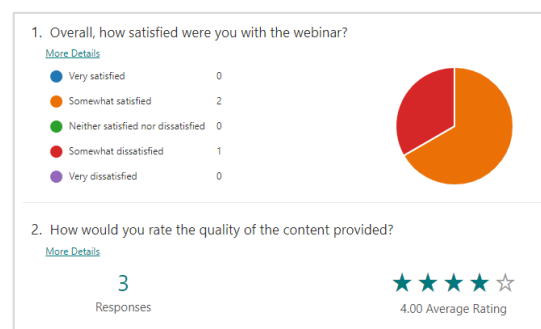 1. Overall, how satisfied were you with the webinar?
More Details
Very satisfied 0
Somewhat satisfied 2
Neither satisfied nor dissatisfied 0
Somewhat dissatisfied 1
Very dissatisfied 0
2. How would you rate the quality of the content provided?
More Details
3
Responses
4.00 Average Rating